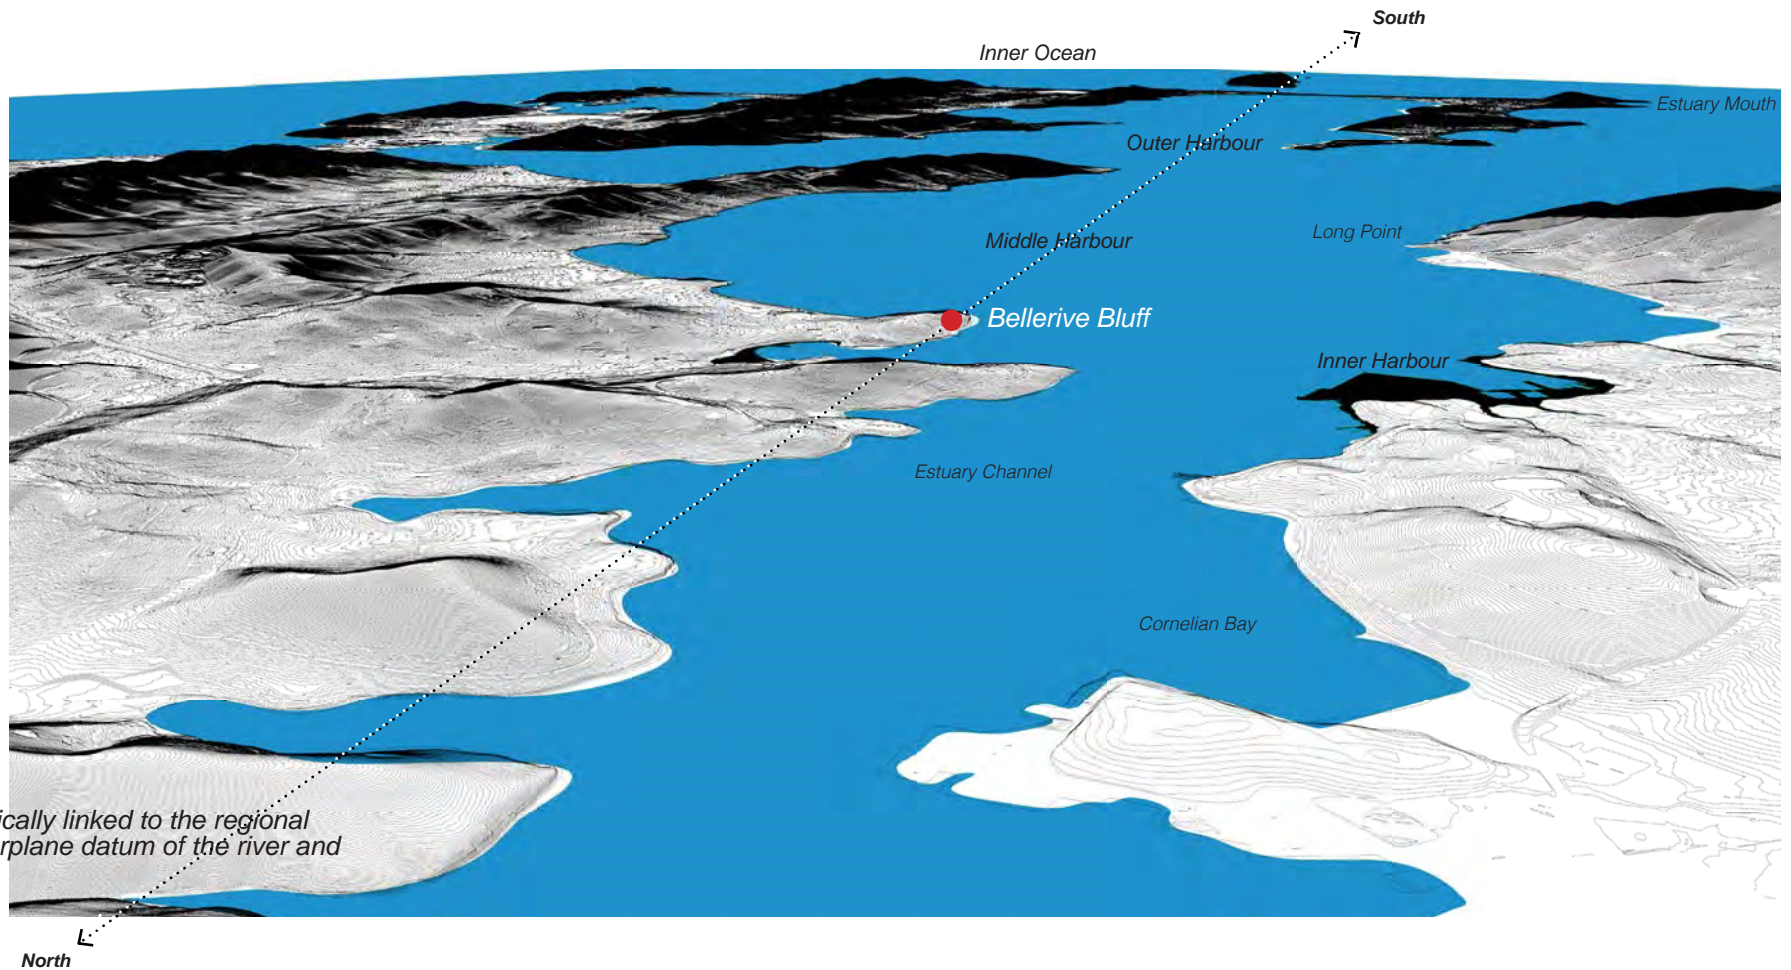 South
Inner Ocean
Estuary Mouth
Outer Harbour
Long Point
Middle Harbour
Bellerive Bluff
Inner Harbour
Estuary Channel
Cornelian Bay
ically linked to the regional
rplane datum of the river and
North